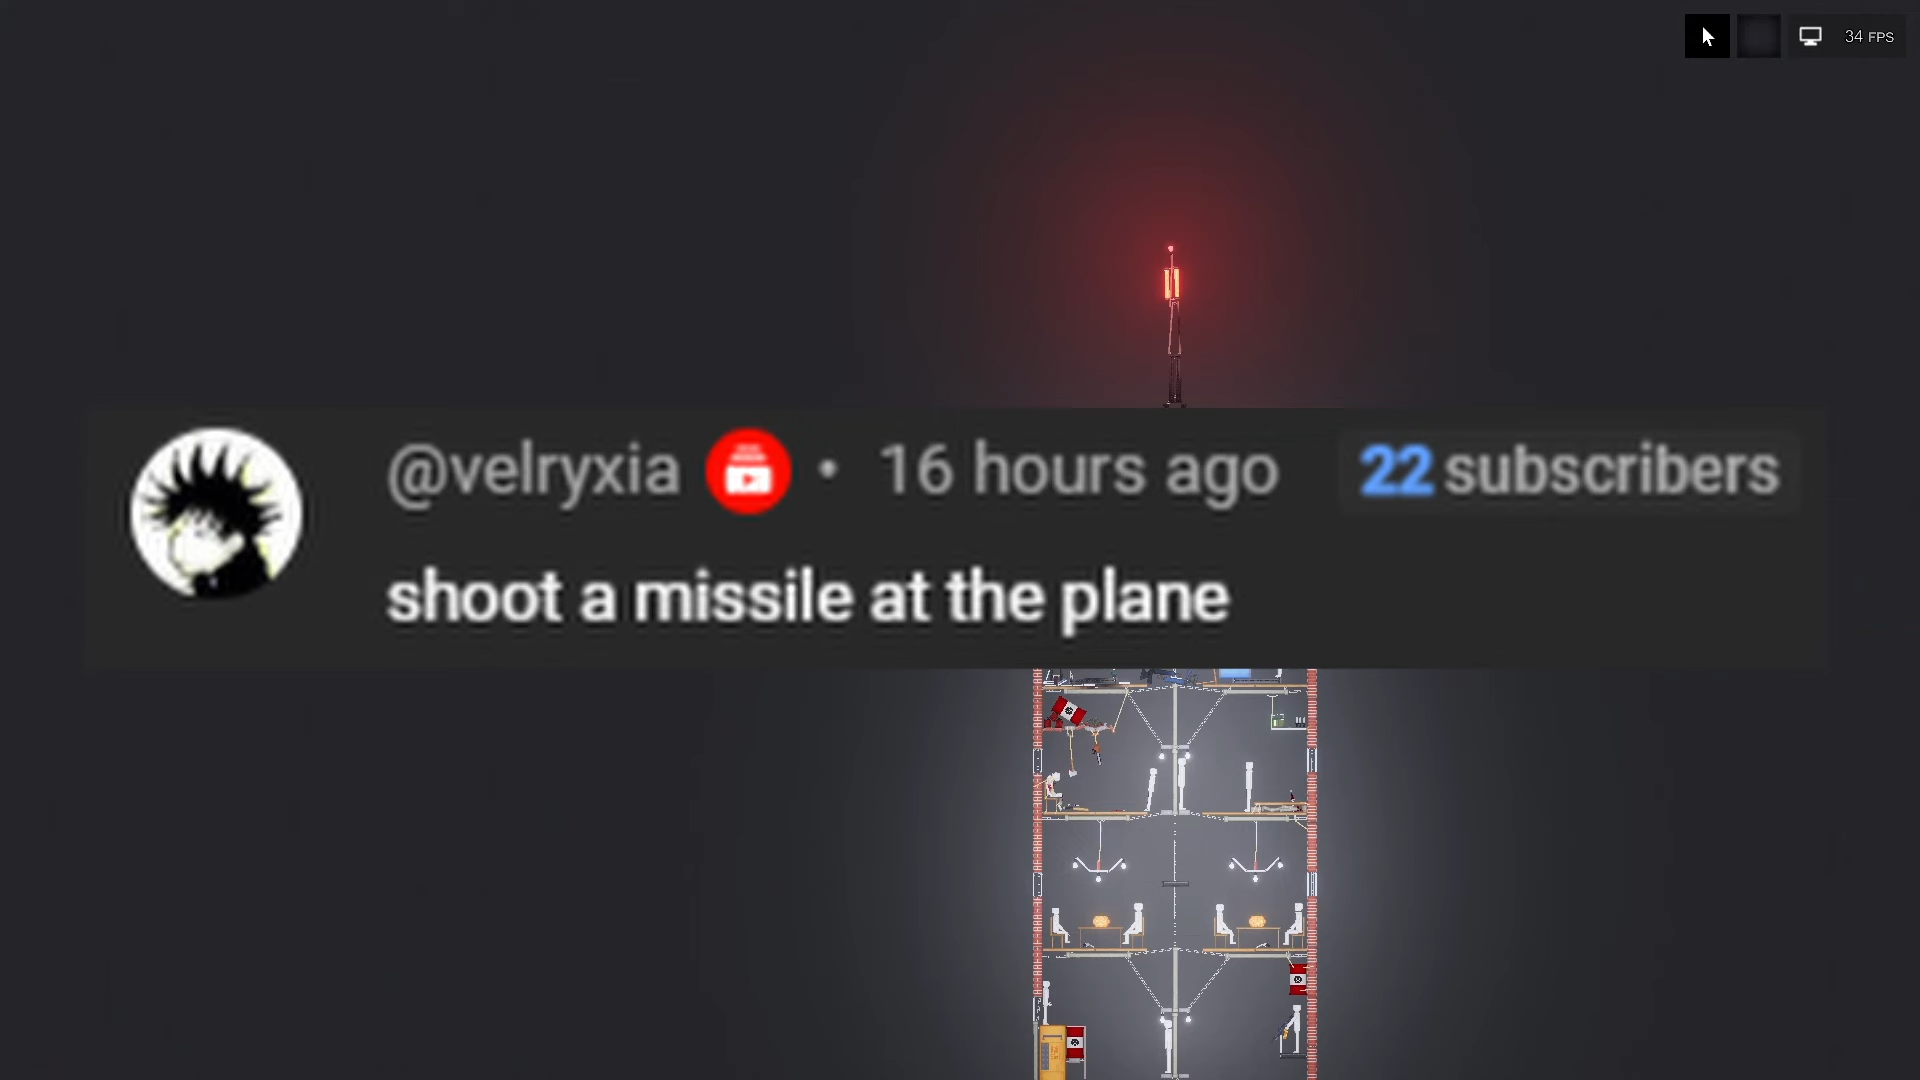 34 FPS
@velryxia • 16 hours ago 22 subscribers
shoot a missile at the plane